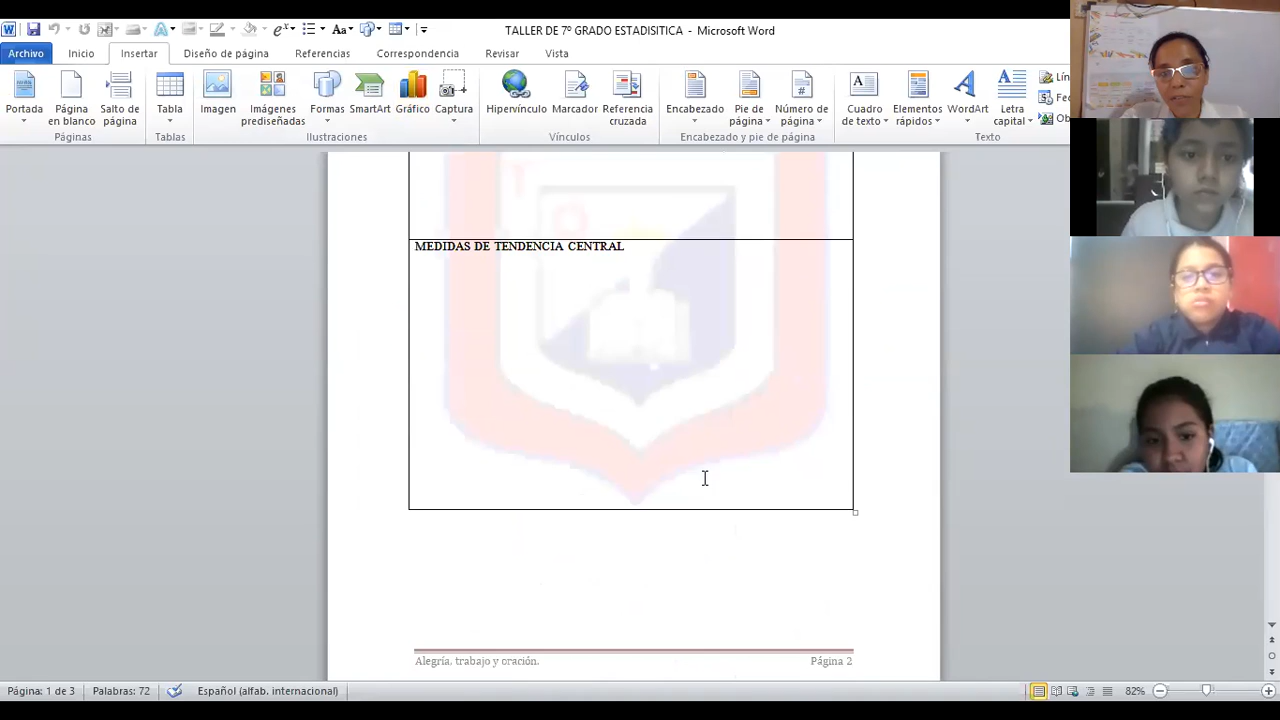 TALLER DE 7º GRADO ESTADISITICA - Microsoft Word
Archivo Inicio Insertar Diseño de página Referencias Correspondencia Revisar Vista
Portada
Página en blanco
Salto de página
Tabla
Imagen
Imágenes prediseñadas
Formas
SmartArt
Gráfico
Captura
Hipervínculo
Marcador
Referencia cruzada
Encabezado
Pie de página
Número de página
Cuadro de texto
Elementos rápidos
WordArt
Letra capital
Páginas Tablas Ilustraciones Vínculos Encabezado y pie de página Texto
T
O
MEDIDAS DE TENDENCIA CENTRAL
Alegría, trabajo y oración. Página 2
Página: 1 de 3 Palabras: 72 Español (alfab. internacional) 82%